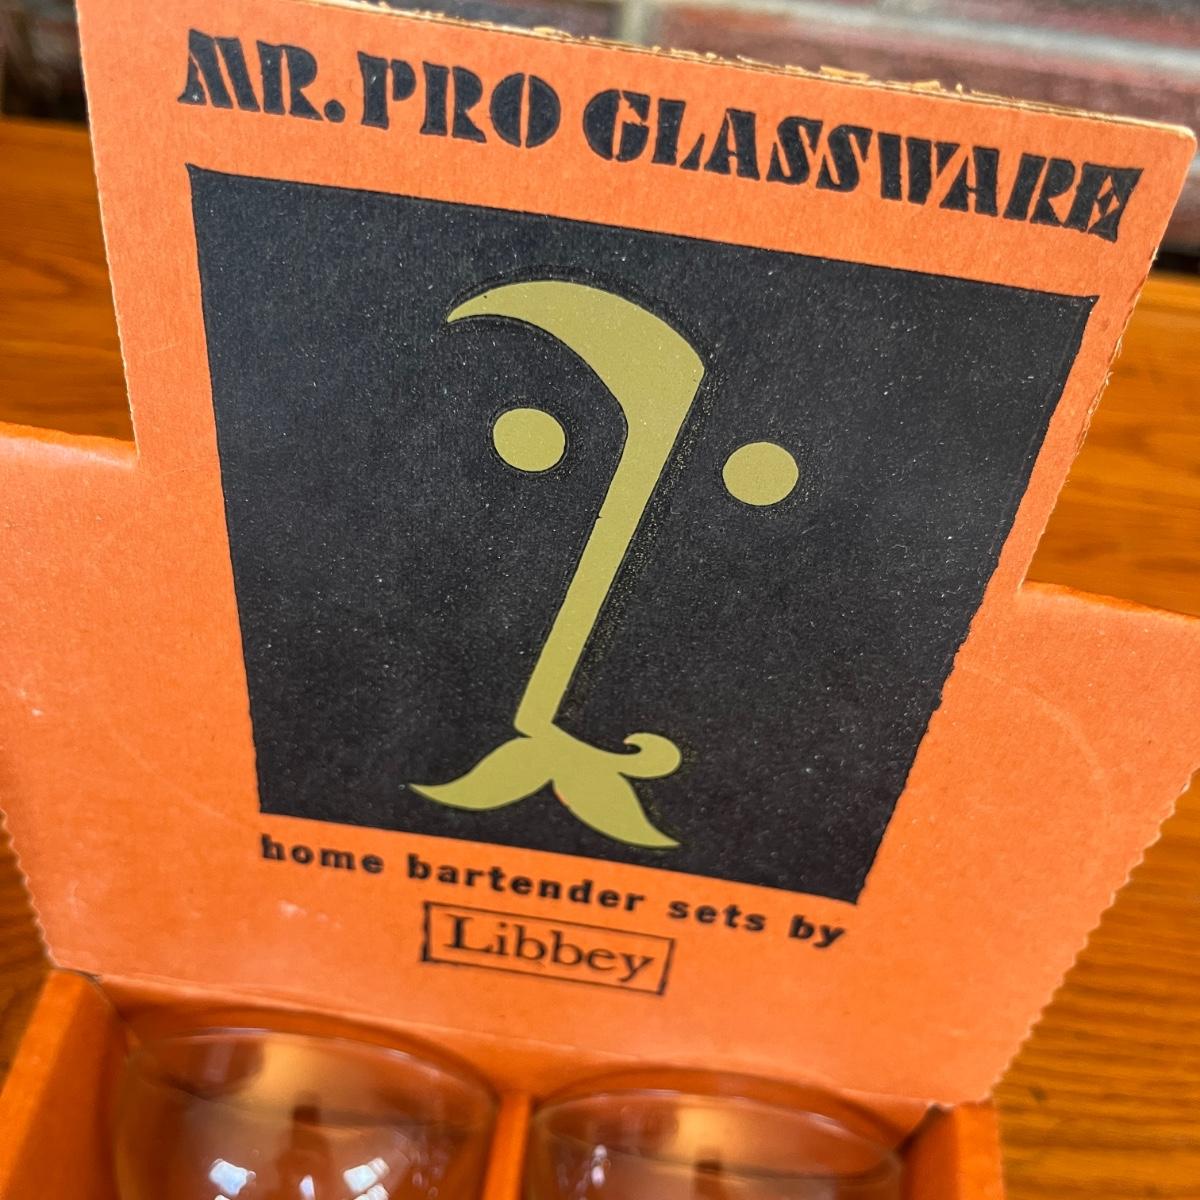 MR. PRO GLASSWARE
home bartender sets by
Libbey